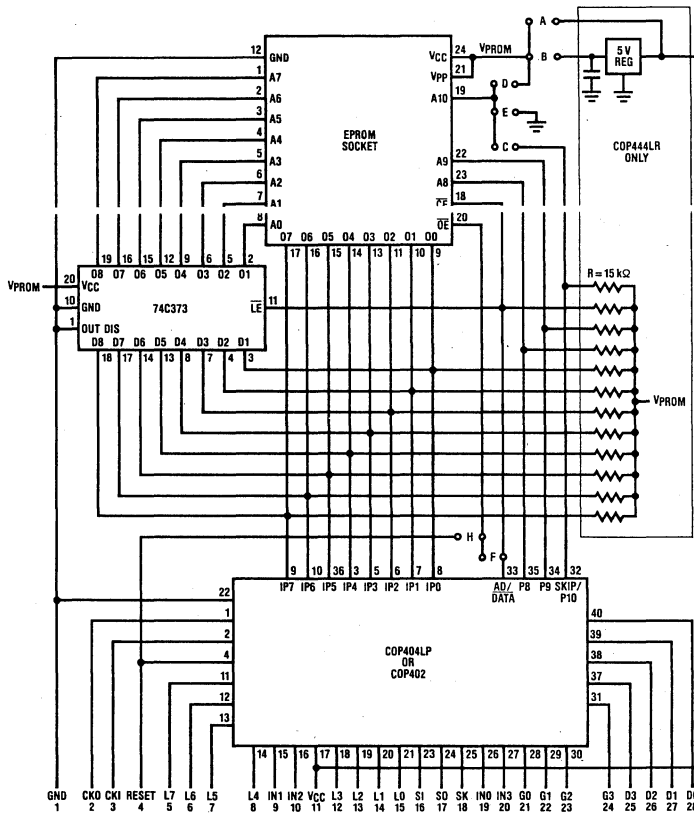 A
12 GND
VCC 24
VPROM
B
5 V
REG
1 A7
VPP 21
2 A6
A10 19
D
3 A5
EPROM
SOCKET
E
4 A4
C
COP444LR
ONLY
5 A3
A9 22
6 A2
A8 23
7 A1
CE 18
8 A0
OE 20
O7 O6 O5 O4 O3 O2 O1 O0
17 16 15 14 13 11 10 9
19 16 15 12 9 6 5 2
O8 O7 O6 O5 O4 O3 O2 O1
R = 15 kΩ
VPROM
20 VCC
10 GND
74C373
LE 11
1 OUT DIS
D8 D7 D6 D5 D4 D3 D2 D1
18 17 14 13 8 7 4 3
VPROM
H
F
9 10 36 3 5 6 7 8 33 35 34 32
IP7 IP6 IP5 IP4 IP3 IP2 IP1 IP0 AD/ P8 P9 SKIP/
DATA P10
22
1
40
2
39
COP404LP
OR
COP402
4
38
11
37
12
31
13
14 15 16 17 18 19 20 21 23 24 25 26 27 28 29 30
GND CKO CKI RESET L7 L6 L5 L4 IN1 IN2 VCC L3 L2 L1 L0 SI SO SK IN0 IN3 G0 G1 G2 G3 D3 D2 D1 D0
1 2 3 4 5 6 7 8 9 10 11 12 13 14 15 16 17 18 19 20 21 22 23 24 25 26 27 28